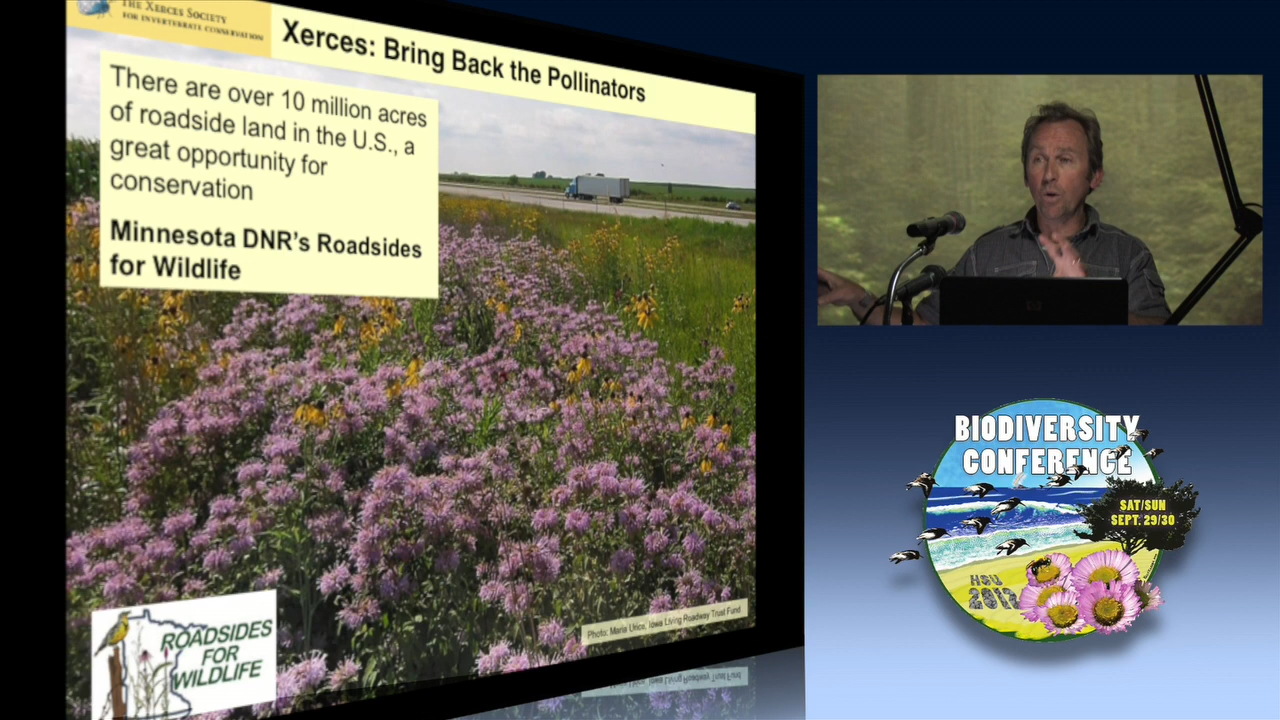 THE XERCES SOCIETY
FOR INVERTEBRATE CONSERVATION
Xerces: Bring Back the Pollinators
There are over 10 million acres
of roadside land in the U.S., a
great opportunity for
conservation
Minnesota DNR's Roadsides
for Wildlife
ROADSIDES
FOR
WILDLIFE
Photo: Maria Urice, Iowa Living Roadway Trust Fund
BIODIVERSITY
CONFERENCE
SAT/SUN
SEPT. 29/30
HSU